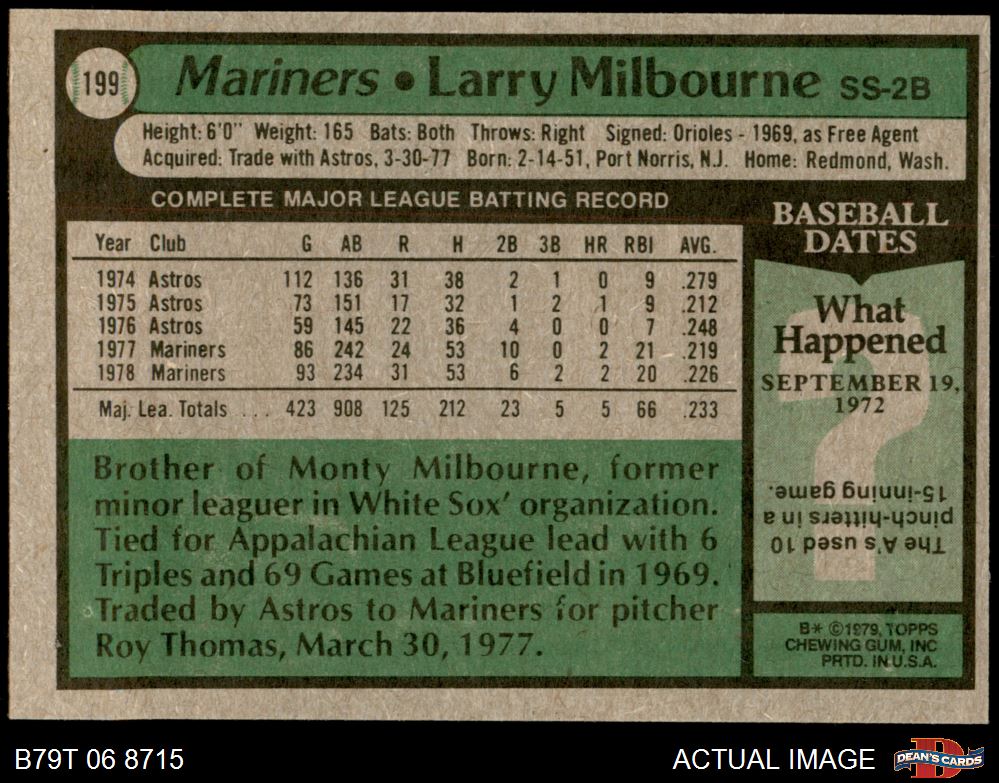 199
Mariners • Larry Milbourne SS-2B
Height: 6'0" Weight: 165 Bats: Both Throws: Right Signed: Orioles - 1969, as Free Agent
Acquired: Trade with Astros, 3-30-77 Born: 2-14-51, Port Norris, N.J. Home: Redmond, Wash.
COMPLETE MAJOR LEAGUE BATTING RECORD
Year Club G AB R H 2B 3B HR RBI AVG.
1974 Astros 112 136 31 38 2 1 0 9 .279
1975 Astros 73 151 17 32 1 2 1 9 .212
1976 Astros 59 145 22 36 4 0 0 7 .248
1977 Mariners 86 242 24 53 10 0 2 21 .219
1978 Mariners 93 234 31 53 6 2 2 20 .226
Maj. Lea. Totals ... 423 908 125 212 23 5 5 66 .233
Brother of Monty Milbourne, former
minor leaguer in White Sox' organization.
Tied for Appalachian League lead with 6
Triples and 69 Games at Bluefield in 1969.
Traded by Astros to Mariners for pitcher
Roy Thomas, March 30, 1977.
BASEBALL
DATES
What
Happened
SEPTEMBER 19,
1972
The A's used 10
pinch-hitters in a
15-inning game.
B* ©1979, TOPPS
CHEWING GUM, INC
PRTD. IN U.S.A.
B79T 06 8715
ACTUAL IMAGE
D
DEAN'S CARDS